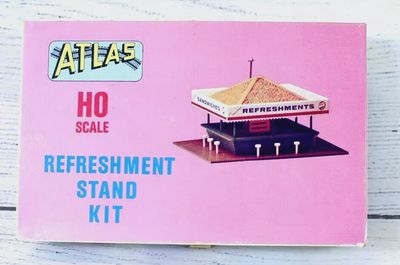 ATLAS
HO
SCALE
REFRESHMENT
STAND
KIT
SANDWICHES
REFRESHMENTS